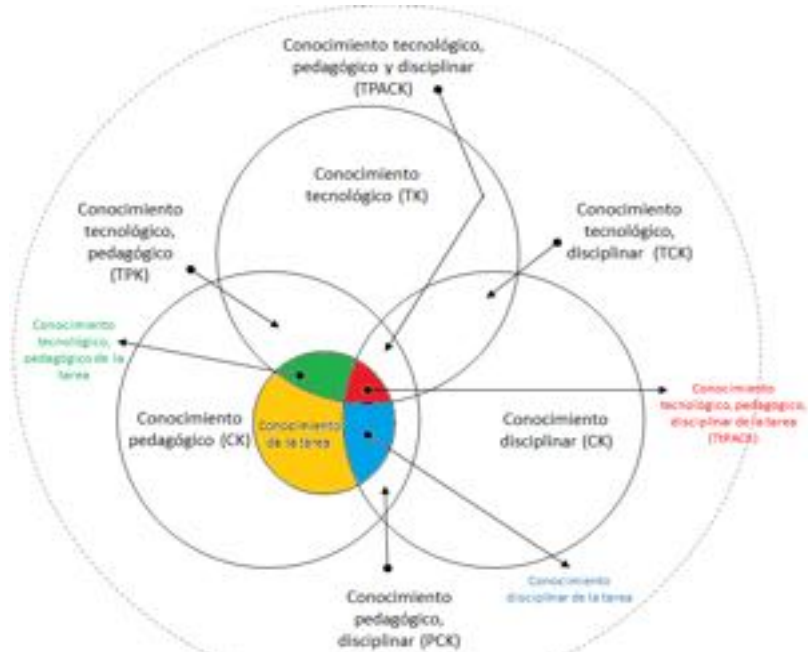 Conocimiento tecnológico,
pedagógico y disciplinar
(TPACK)
Conocimiento
tecnológico (TK)
Conocimiento
tecnológico,
pedagógico
(TPK)
Conocimiento
tecnológico,
disciplinar (TCK)
Conocimiento
tecnológico,
pedagógico de la
tarea
Conocimiento
pedagógico (CK)
Conocimiento
de la tarea
Conocimiento
disciplinar (CK)
Conocimiento
tecnológico, pedagógico,
disciplinar de la tarea
Conocimiento
disciplinar de la tarea
Conocimiento
pedagógico,
disciplinar (PCK)